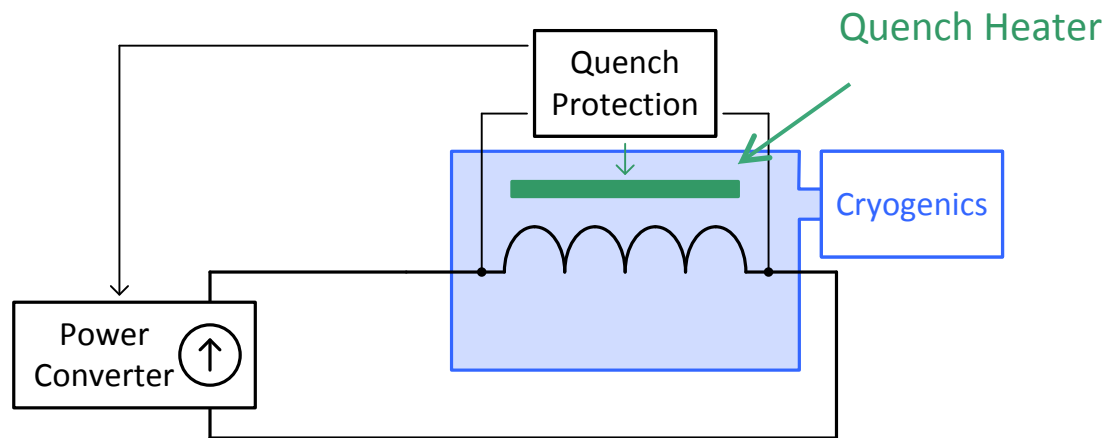 Quench Heater
Quench
Protection
Cryogenics
Power
Converter